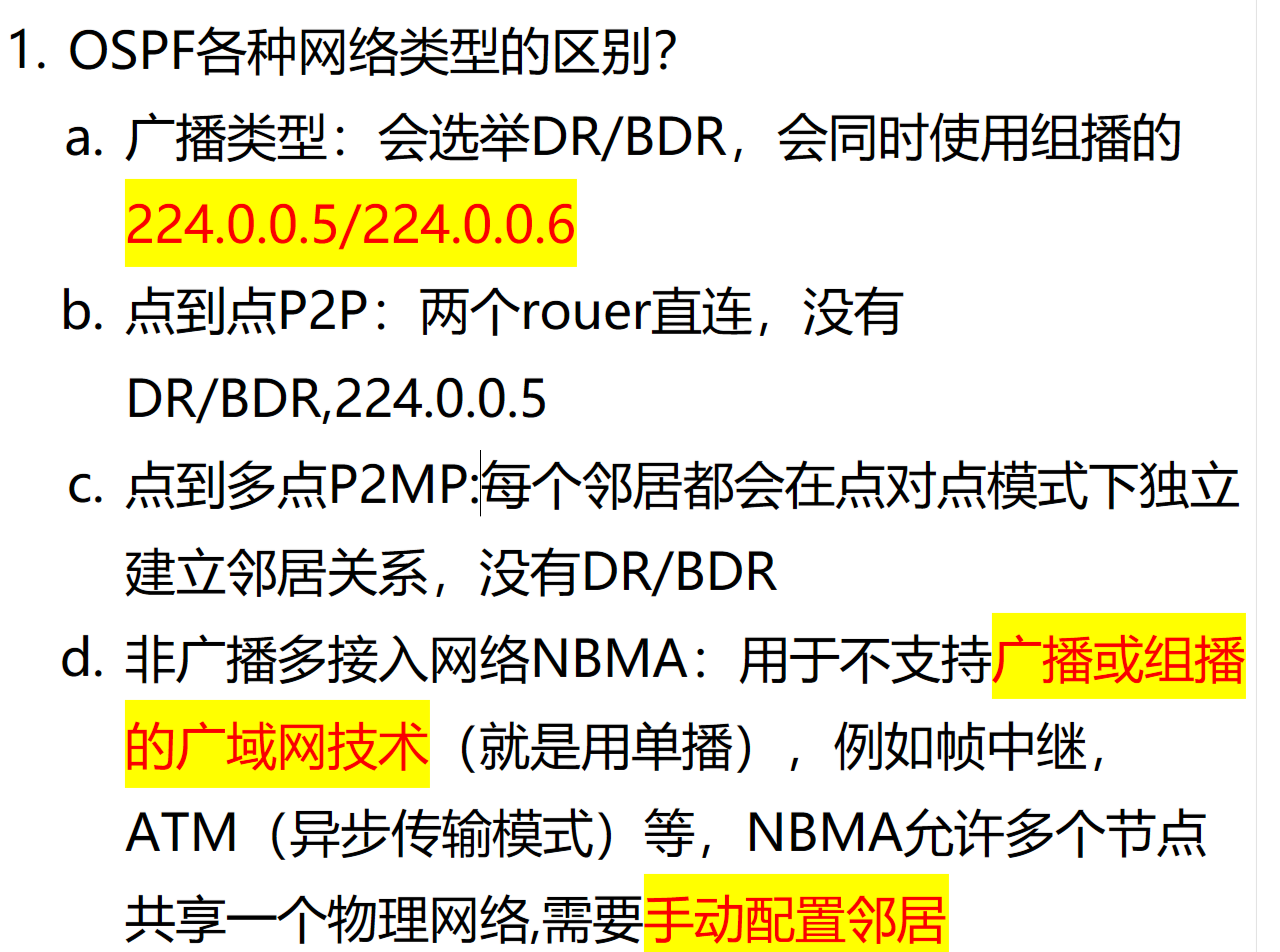 1. OSPF各种网络类型的区别？
a. 广播类型：会选举DR/BDR，会同时使用组播的
224.0.0.5/224.0.0.6
b. 点到点P2P：两个rouer直连，没有
DR/BDR,224.0.0.5
c. 点到多点P2MP:每个邻居都会在点对点模式下独立
建立邻居关系，没有DR/BDR
d. 非广播多接入网络NBMA：用于不支持广播或组播
的广域网技术（就是用单播），例如帧中继，
ATM（异步传输模式）等，NBMA允许多个节点
共享一个物理网络,需要手动配置邻居